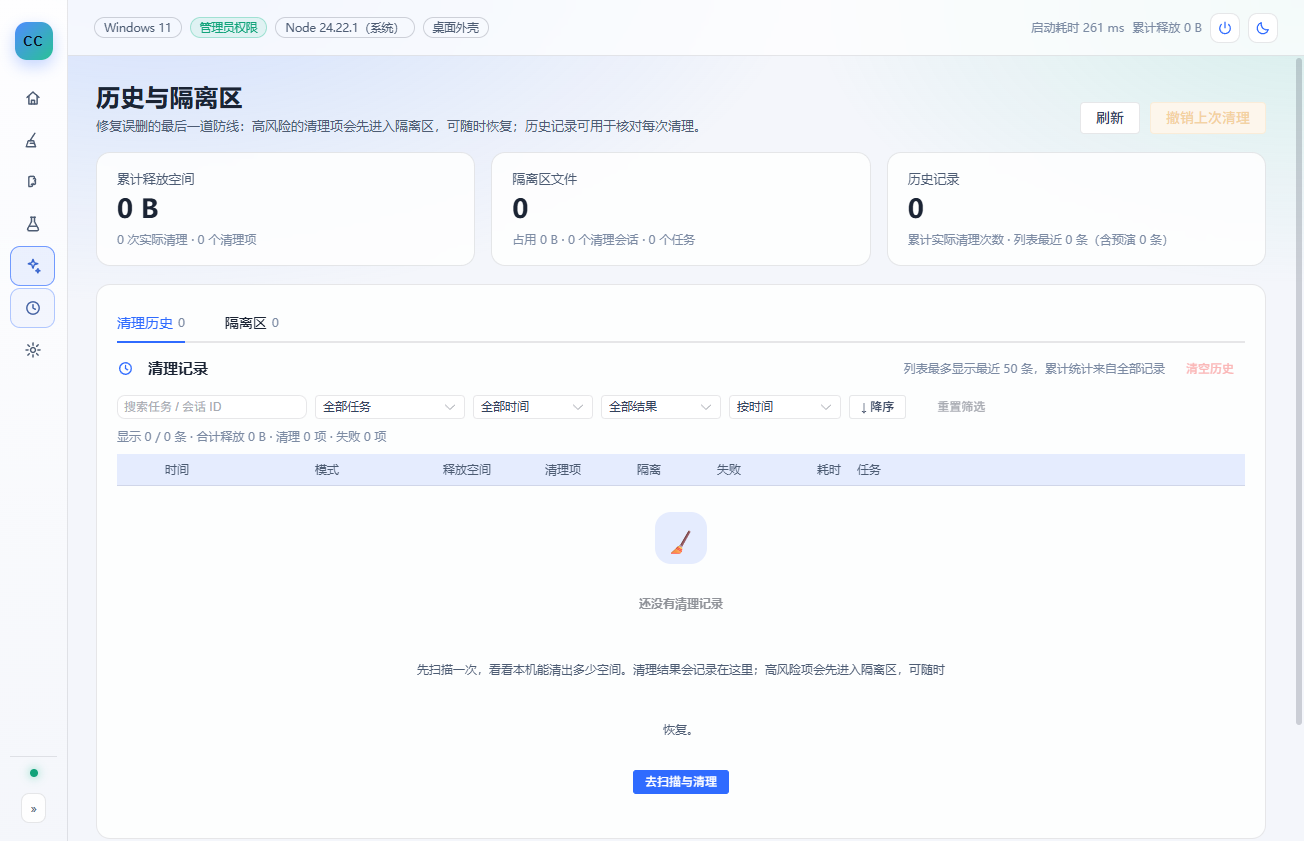 CC
Windows 11 管理员权限 Node 24.22.1（系统） 桌面外壳 启动耗时 261 ms 累计释放 0 B
历史与隔离区
修复误删的最后一道防线：高风险的清理项会先进入隔离区，可随时恢复；历史记录可用于核对每次清理。
刷新 撤销上次清理
累计释放空间
0 B
0 次实际清理 · 0 个清理项
隔离区文件
0
占用 0 B · 0 个清理会话 · 0 个任务
历史记录
0
累计实际清理次数 · 列表最近 0 条（含预演 0 条）
清理历史 0 隔离区 0
清理记录 列表最多显示最近 50 条，累计统计来自全部记录 清空历史
搜索任务 / 会话 ID 全部任务 全部时间 全部结果 按时间 ↓降序 重置筛选
显示 0 / 0 条 · 合计释放 0 B · 清理 0 项 · 失败 0 项
时间 模式 释放空间 清理项 隔离 失败 耗时 任务
还没有清理记录
先扫描一次，看看本机能清出多少空间。清理结果会记录在这里；高风险项会先进入隔离区，可随时
恢复。
去扫描与清理
»